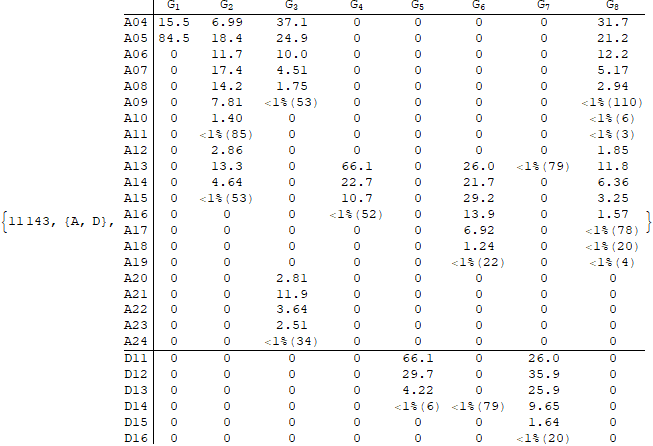 G₁ G₂ G₃ G₄ G₅ G₆ G₇ G₈
A04 15.5 6.99 37.1 0 0 0 0 31.7
A05 84.5 18.4 24.9 0 0 0 0 21.2
A06 0 11.7 10.0 0 0 0 0 12.2
A07 0 17.4 4.51 0 0 0 0 5.17
A08 0 14.2 1.75 0 0 0 0 2.94
A09 0 7.81 <1%(53) 0 0 0 0 <1%(110)
A10 0 1.40 0 0 0 0 0 <1%(6)
A11 0 <1%(85) 0 0 0 0 0 <1%(3)
A12 0 2.86 0 0 0 0 0 1.85
A13 0 13.3 0 66.1 0 26.0 <1%(79) 11.8
A14 0 4.64 0 22.7 0 21.7 0 6.36
A15 0 <1%(53) 0 10.7 0 29.2 0 3.25
A16 0 0 0 <1%(52) 0 13.9 0 1.57
{11143, {A, D}, A17 0 0 0 0 0 6.92 0 <1%(78) }
A18 0 0 0 0 0 1.24 0 <1%(20)
A19 0 0 0 0 0 <1%(22) 0 <1%(4)
A20 0 0 2.81 0 0 0 0 0
A21 0 0 11.9 0 0 0 0 0
A22 0 0 3.64 0 0 0 0 0
A23 0 0 2.51 0 0 0 0 0
A24 0 0 <1%(34) 0 0 0 0 0
D11 0 0 0 0 66.1 0 26.0 0
D12 0 0 0 0 29.7 0 35.9 0
D13 0 0 0 0 4.22 0 25.9 0
D14 0 0 0 0 <1%(6) <1%(79) 9.65 0
D15 0 0 0 0 0 0 1.64 0
D16 0 0 0 0 0 0 <1%(20) 0